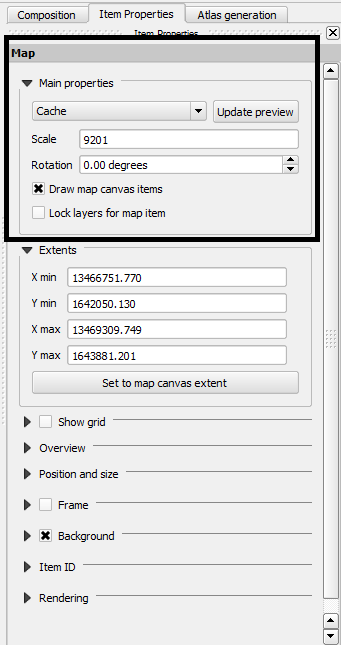 Composition Item Properties Atlas generation
Item Properties
Map
Main properties
Cache Update preview
Scale 9201
Rotation 0.00 degrees
Draw map canvas items
Lock layers for map item
Extents
X min 13466751.770
Y min 1642050.130
X max 13469309.749
Y max 1643881.201
Set to map canvas extent
Show grid
Overview
Position and size
Frame
Background
Item ID
Rendering